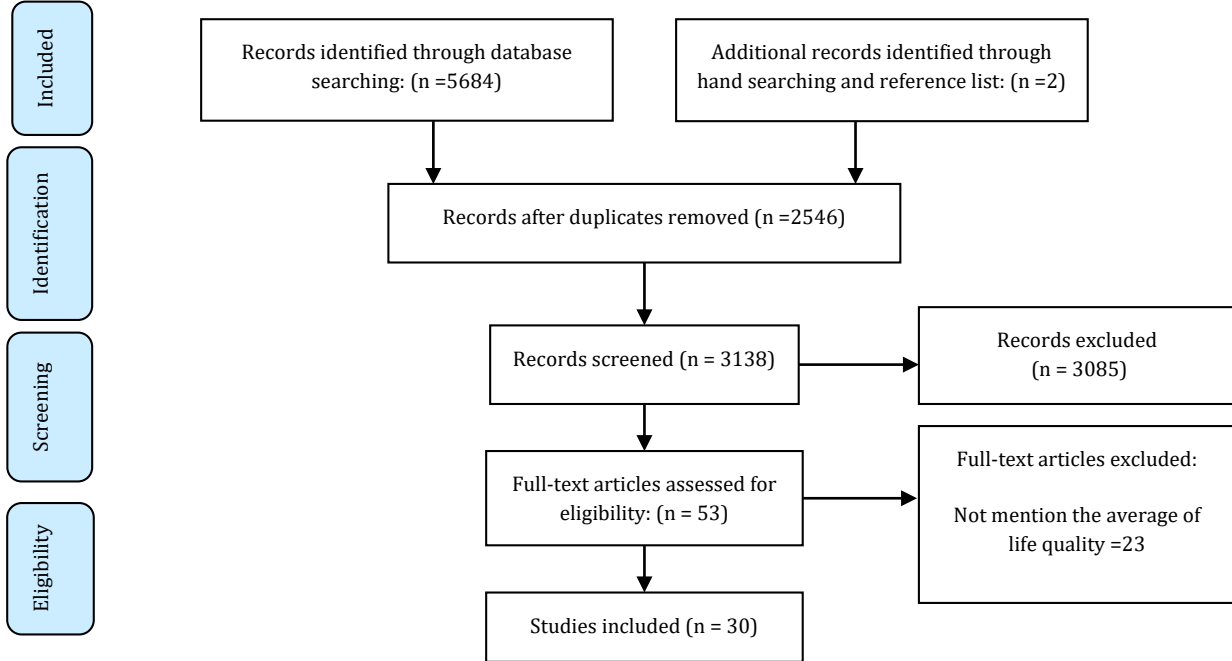 Included
Records identified through database
searching: (n =5684)
Additional records identified through
hand searching and reference list: (n =2)
Identification
Records after duplicates removed (n =2546)
Screening
Records screened (n = 3138)
Records excluded
(n = 3085)
Eligibility
Full-text articles assessed for
eligibility: (n = 53)
Full-text articles excluded:
Not mention the average of
life quality =23
Studies included (n = 30)